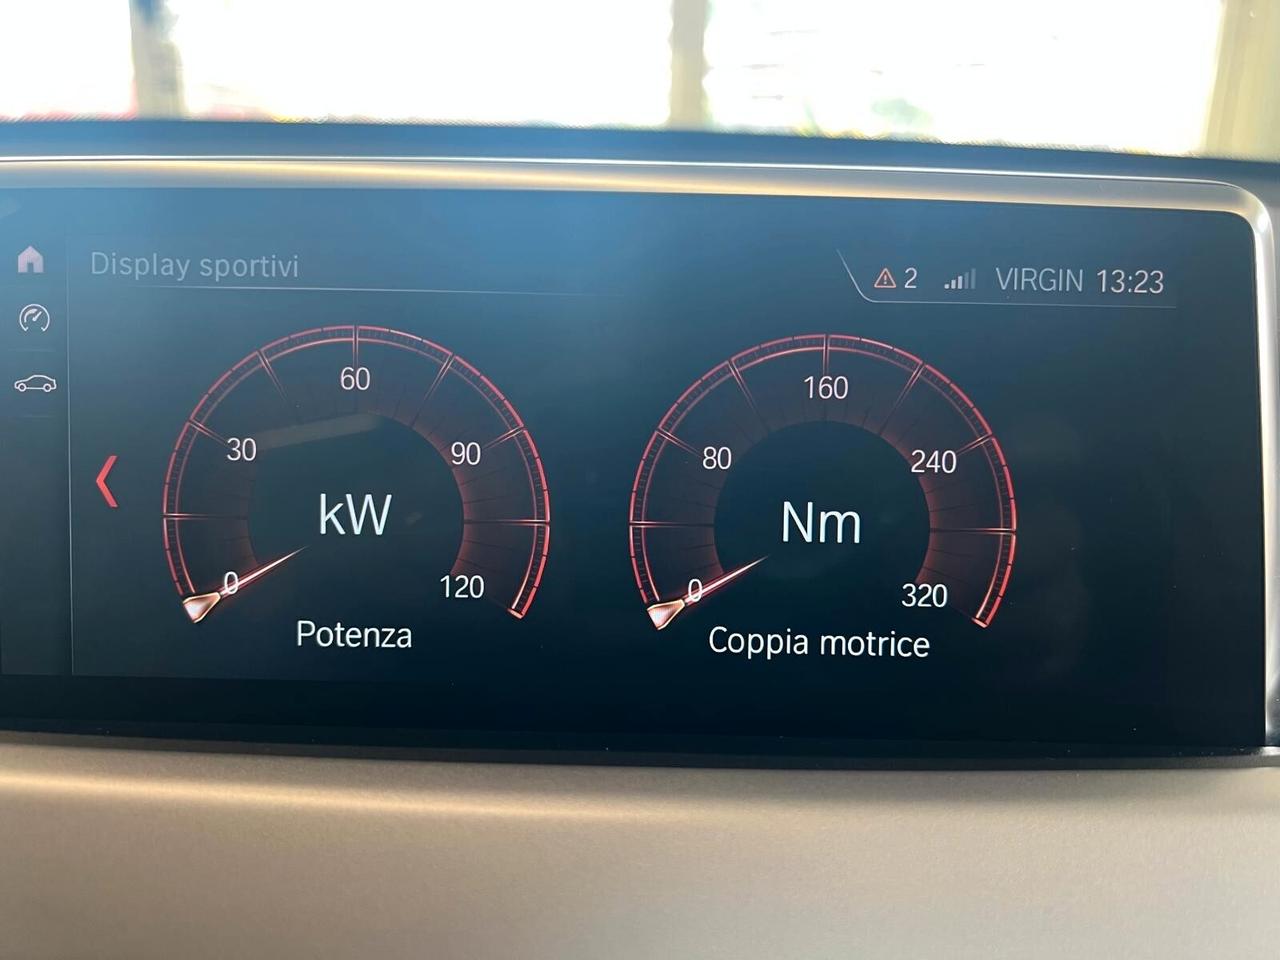 Display sportivi
2 VIRGIN 13:23
0
30
60
90
120
kW
Potenza
0
80
160
240
320
Nm
Coppia motrice